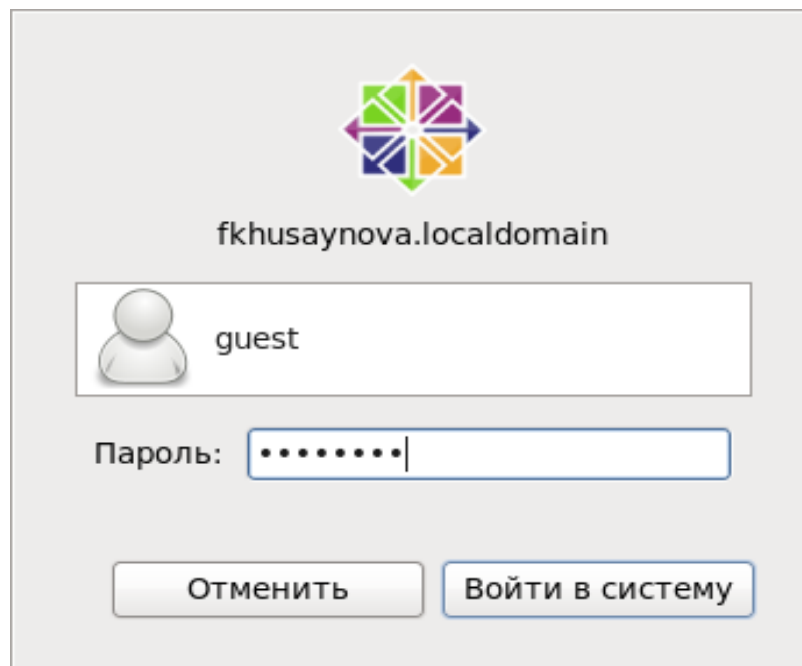 fkhusaynova.localdomain
guest
Пароль: ••••••••
Отменить Войти в систему